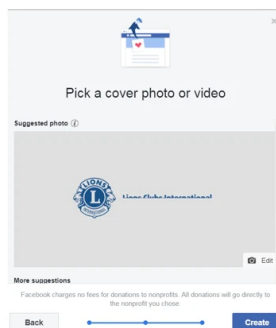 Pick a cover photo or video
Suggested photo
LIONS
Lions Clubs International
Edit
More suggestions
Facebook charges no fees for donations to nonprofits. All donations will go directly to
the nonprofit you chose.
Back
Create